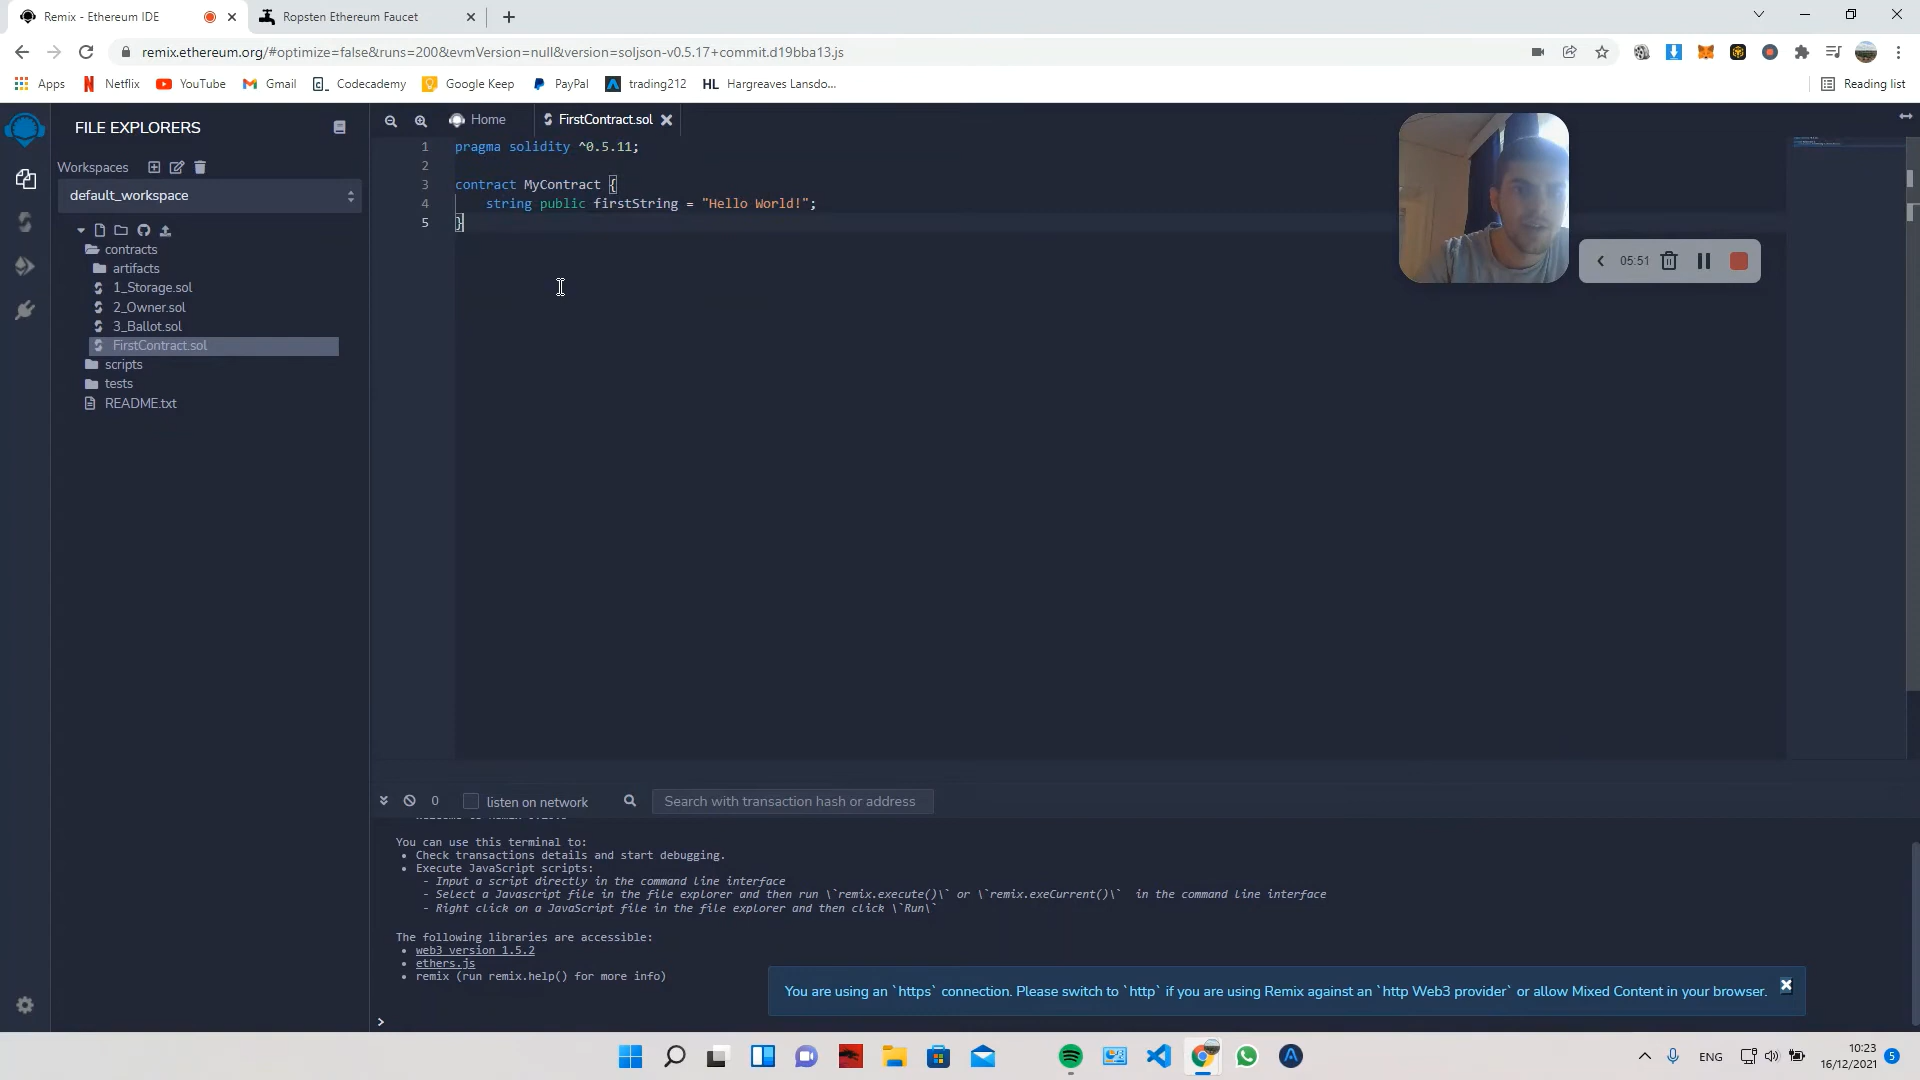 Remix - Ethereum IDE
Ropsten Ethereum Faucet
remix.ethereum.org/#optimize=false&runs=200&evmVersion=null&version=soljson-v0.5.17+commit.d19bba13.js
Apps
Netflix
YouTube
Gmail
Codecademy
Google Keep
PayPal
trading212
HL Hargreaves Lansdo...
Reading list
FILE EXPLORERS
Home
FirstContract.sol
Workspaces
default_workspace
contracts
artifacts
1_Storage.sol
2_Owner.sol
3_Ballot.sol
FirstContract.sol
scripts
tests
README.txt
1 pragma solidity ^0.5.11;
2
3 contract MyContract {
4 string public firstString = "Hello World!";
5 }
05:51
0
listen on network
Search with transaction hash or address
You can use this terminal to:
• Check transactions details and start debugging.
• Execute JavaScript scripts:
- Input a script directly in the command line interface
- Select a Javascript file in the file explorer and then run \`remix.execute()\` or \`remix.exeCurrent()\` in the command line interface
- Right click on a JavaScript file in the file explorer and then click \`Run\`
The following libraries are accessible:
• web3 version 1.5.2
• ethers.js
• remix (run remix.help() for more info)
You are using an `https` connection. Please switch to `http` if you are using Remix against an `http Web3 provider` or allow Mixed Content in your browser.
>
ENG
10:23
16/12/2021
5